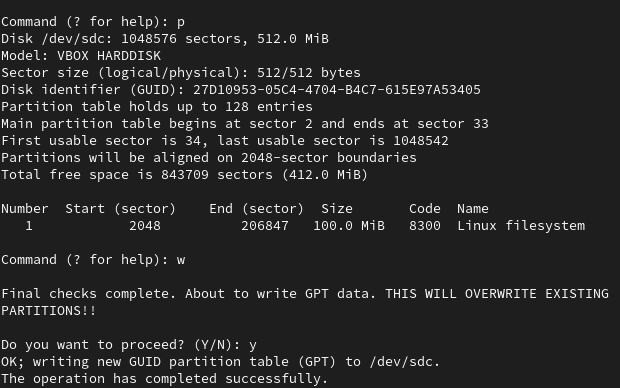 Command (? for help): p
Disk /dev/sdc: 1048576 sectors, 512.0 MiB
Model: VBOX HARDDISK
Sector size (logical/physical): 512/512 bytes
Disk identifier (GUID): 27D10953-05C4-4704-B4C7-615E97A53405
Partition table holds up to 128 entries
Main partition table begins at sector 2 and ends at sector 33
First usable sector is 34, last usable sector is 1048542
Partitions will be aligned on 2048-sector boundaries
Total free space is 843709 sectors (412.0 MiB)
Number  Start (sector)    End (sector)  Size       Code  Name
   1            2048          206847   100.0 MiB   8300  Linux filesystem
Command (? for help): w
Final checks complete. About to write GPT data. THIS WILL OVERWRITE EXISTING
PARTITIONS!!
Do you want to proceed? (Y/N): y
OK; writing new GUID partition table (GPT) to /dev/sdc.
The operation has completed successfully.